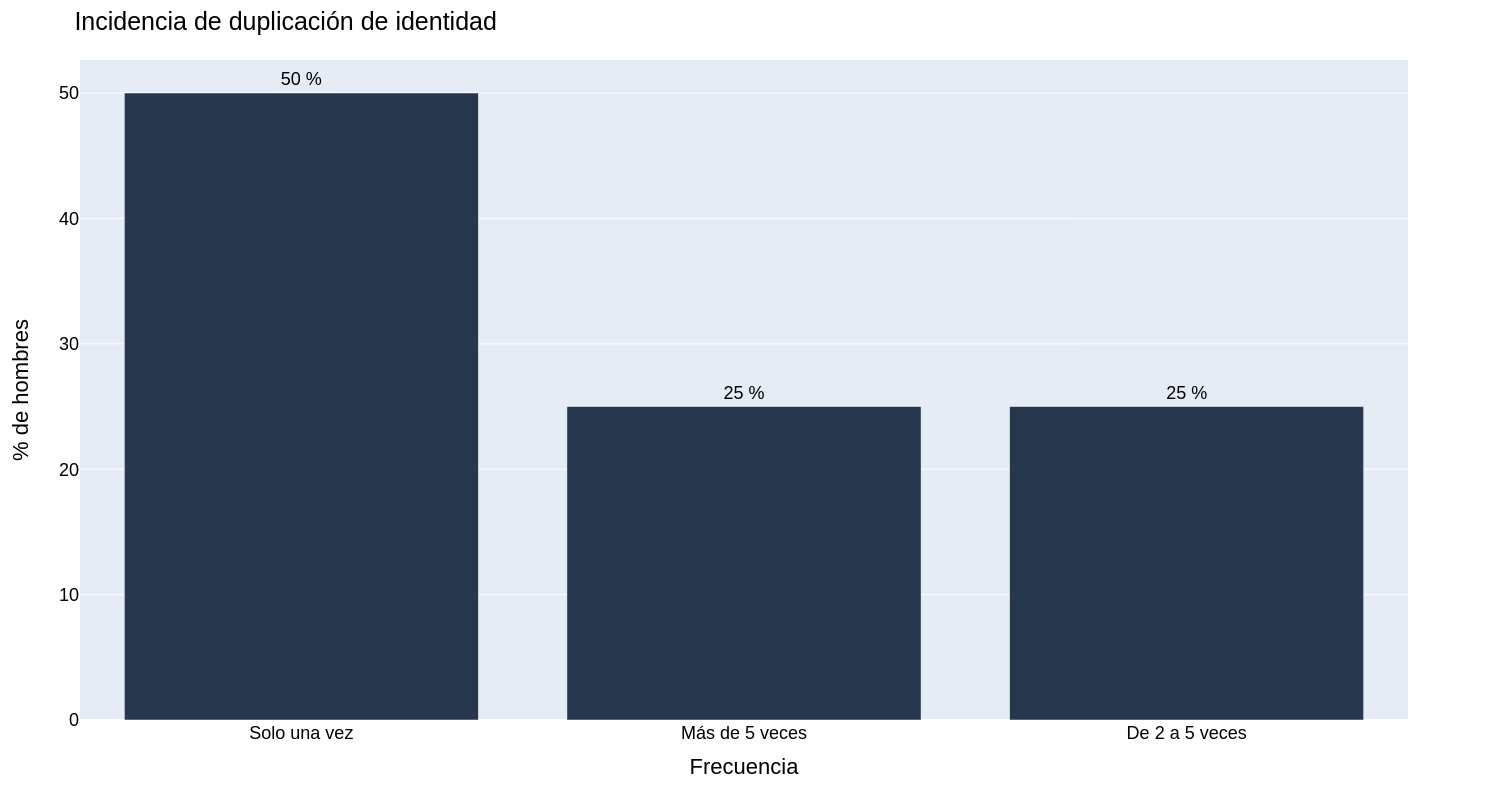 Incidencia de duplicación de identidad
50 %
25 %
25 %
50
40
30
20
10
0
% de hombres
Solo una vez
Más de 5 veces
De 2 a 5 veces
Frecuencia